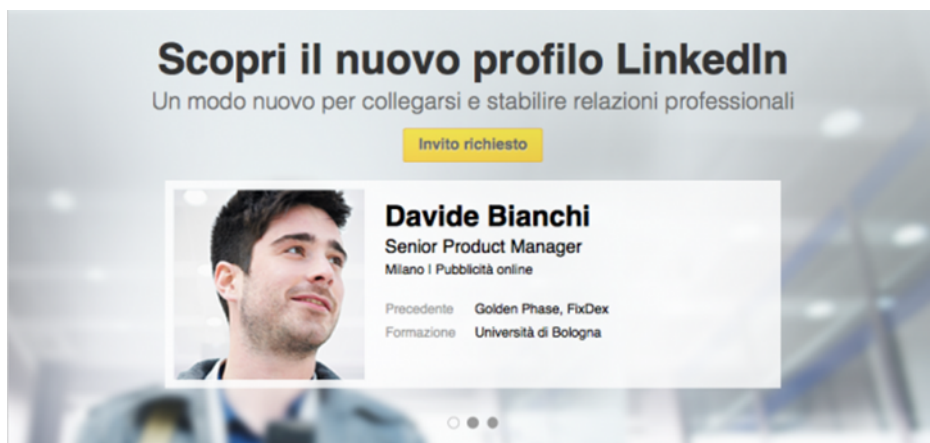 Scopri il nuovo profilo LinkedIn
Un modo nuovo per collegarsi e stabilire relazioni professionali
Invito richiesto
Davide Bianchi
Senior Product Manager
Milano | Pubblicità online
Precedente Golden Phase, FixDex
Formazione Università di Bologna